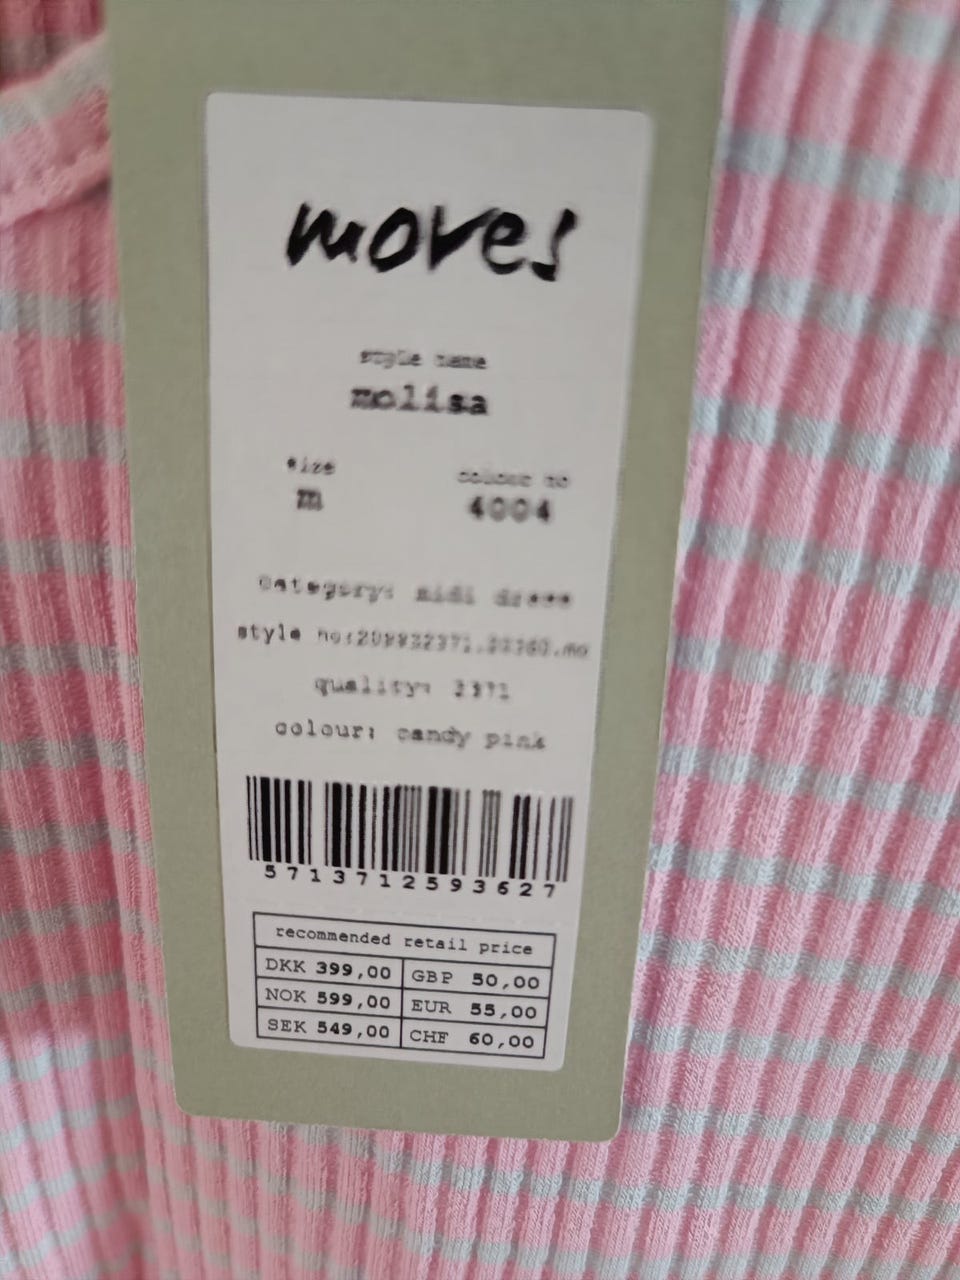 moves
style name
molisa
size
m
colour no
4004
category: midi dress
style
quality: 2371
colour: candy pink
5713712593627
recommended retail price
DKK 399,00 GBP 50,00
NOK 599,00 EUR 55,00
SEK 549,00 CHF 60,00